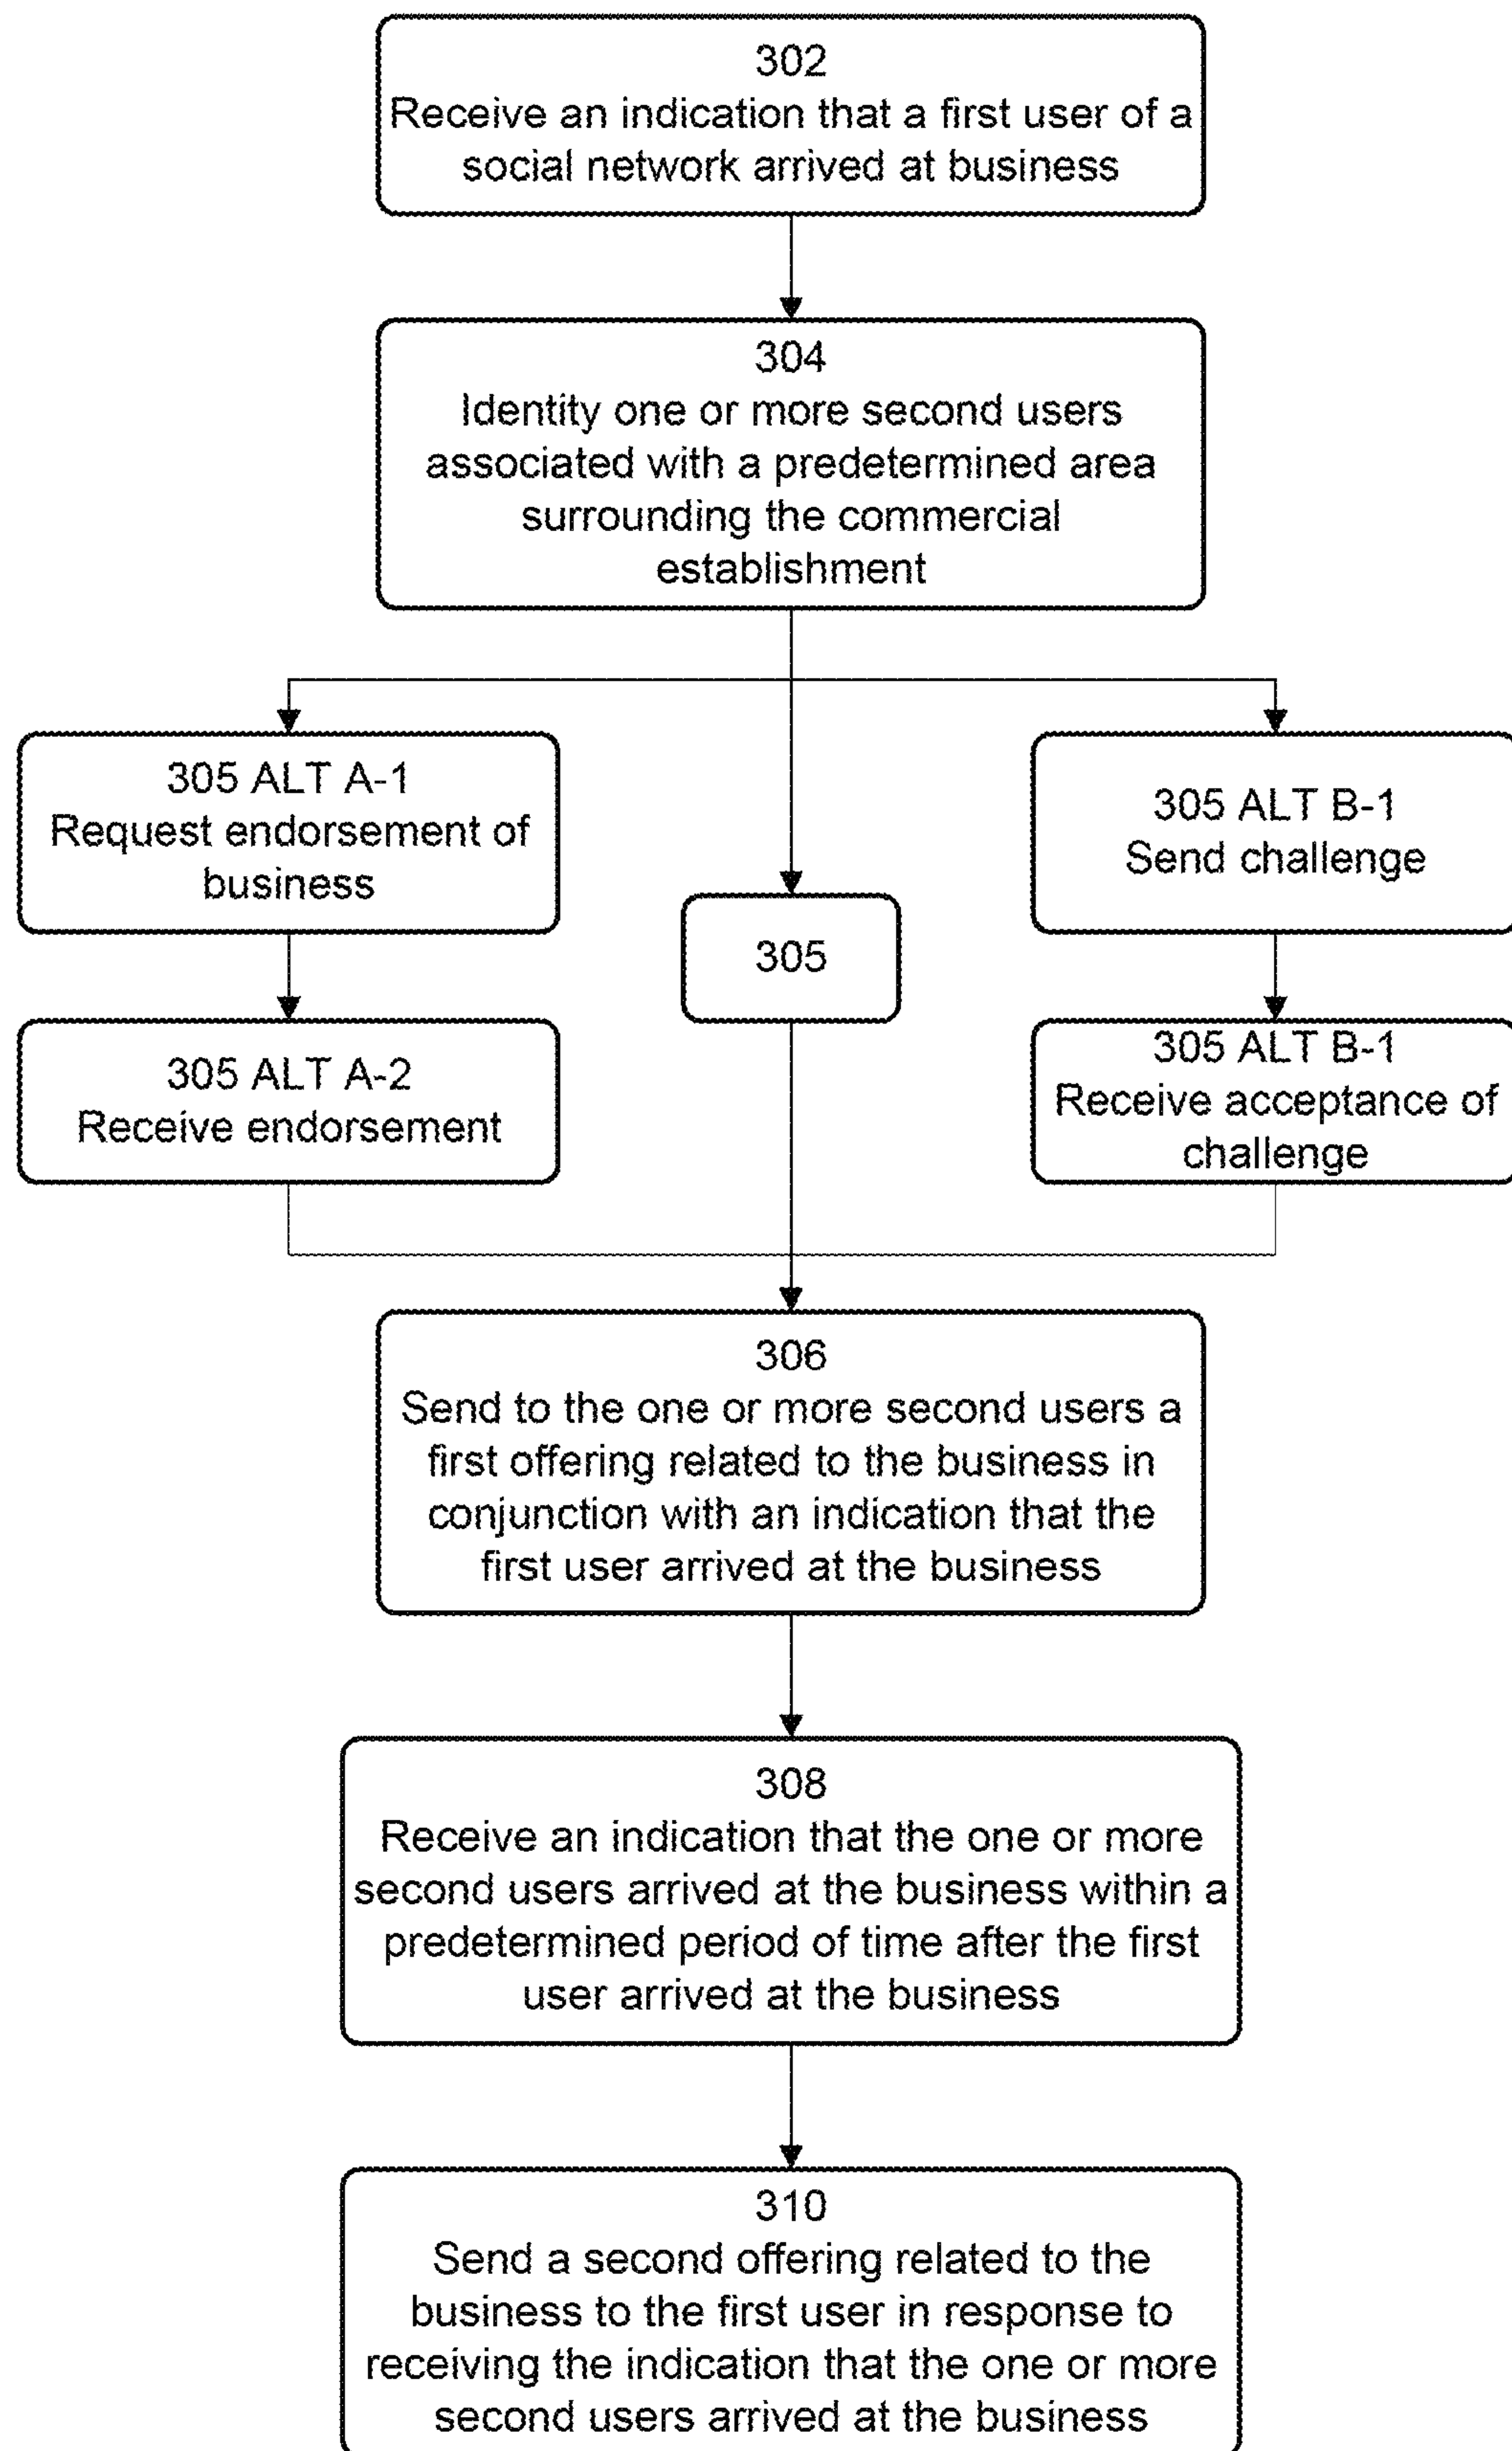 302
Receive an indication that a first user of a
social network arrived at business
304
Identity one or more second users
associated with a predetermined area
surrounding the commercial
establishment
305 ALT A-1
Request endorsement of
business
305 ALT B-1
Send challenge
305
305 ALT A-2
Receive endorsement
305 ALT B-1
Receive acceptance of
challenge
306
Send to the one or more second users a
first offering related to the business in
conjunction with an indication that the
first user arrived at the business
308
Receive an indication that the one or more
second users arrived at the business within a
predetermined period of time after the first
user arrived at the business
310
Send a second offering related to the
business to the first user in response to
receiving the indication that the one or more
second users arrived at the business